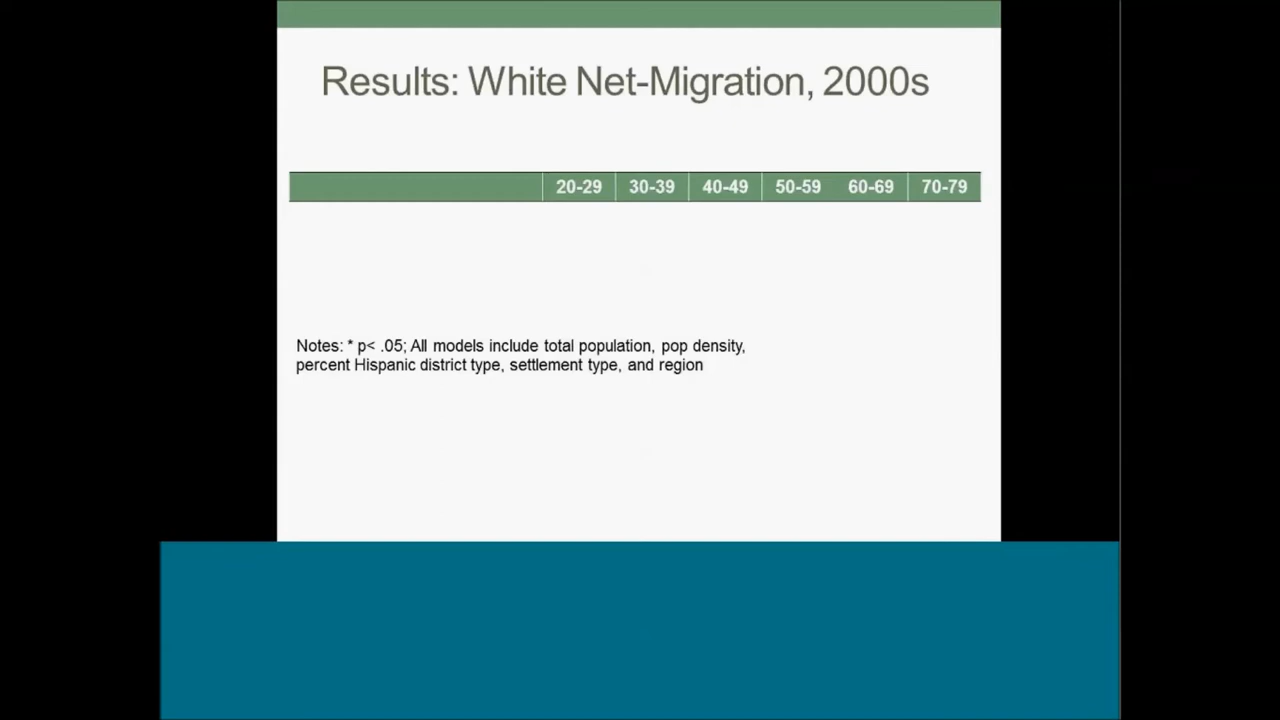 Results: White Net-Migration, 2000s
20-29 30-39 40-49 50-59 60-69 70-79
Notes: * p< .05; All models include total population, pop density,
percent Hispanic district type, settlement type, and region